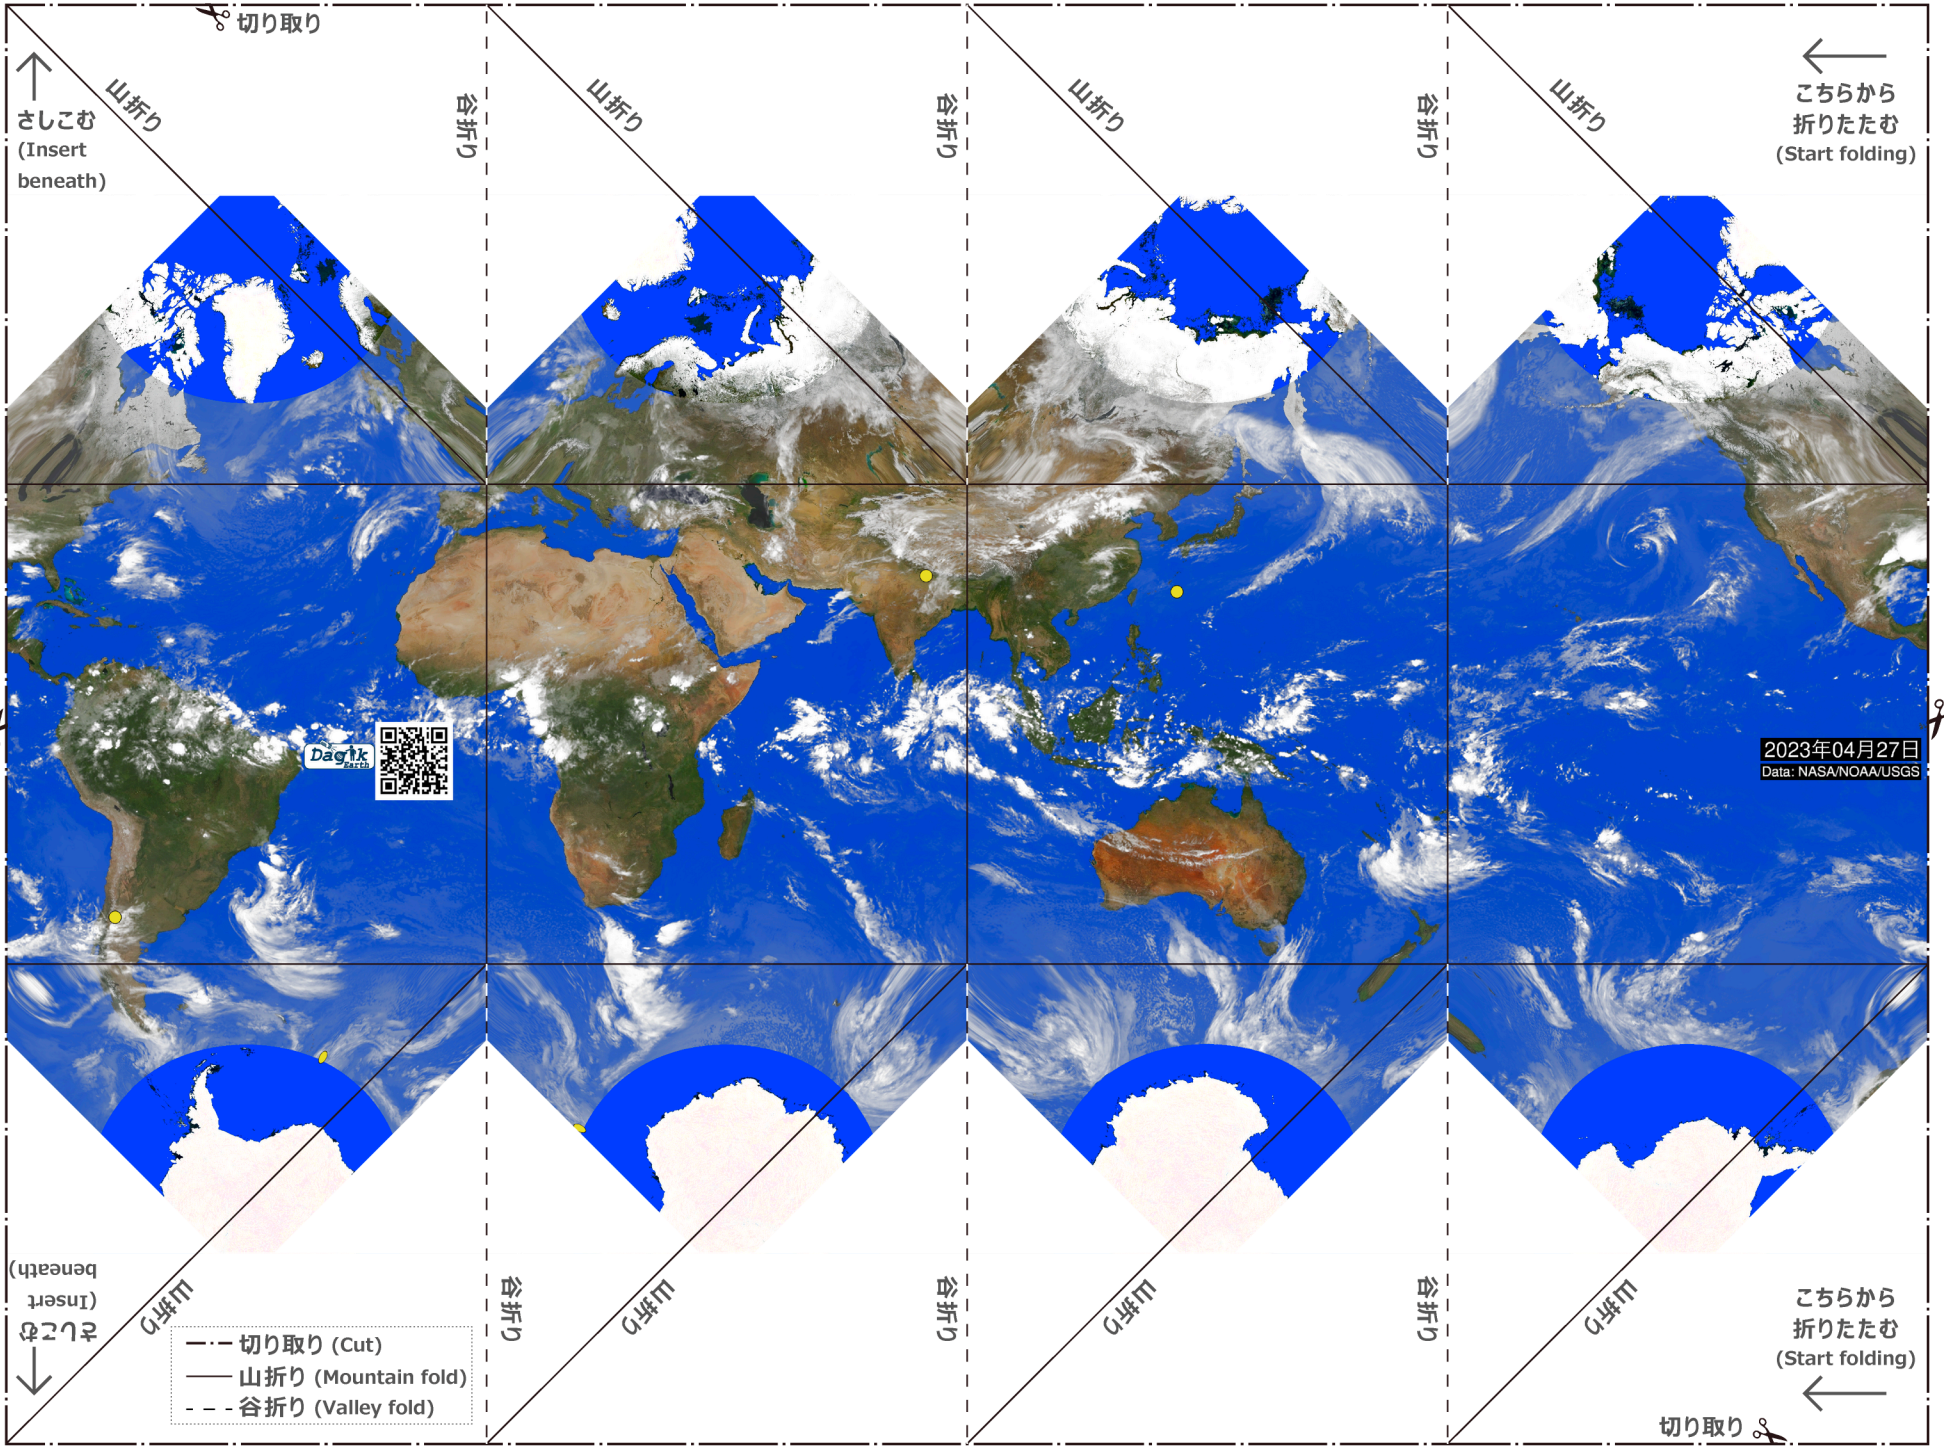 切り取り
山折り
谷折り
山折り
谷折り
山折り
谷折り
山折り
こちらから
折りたたむ
(Start folding)
さしこむ
(Insert
beneath)
Dagik
Earth
2023年04月27日
Data: NASA/NOAA/USGS
さしこむ
(Insert
beneath)
山折り
谷折り
山折り
谷折り
山折り
谷折り
山折り
こちらから
折りたたむ
(Start folding)
切り取り (Cut)
山折り (Mountain fold)
谷折り (Valley fold)
切り取り